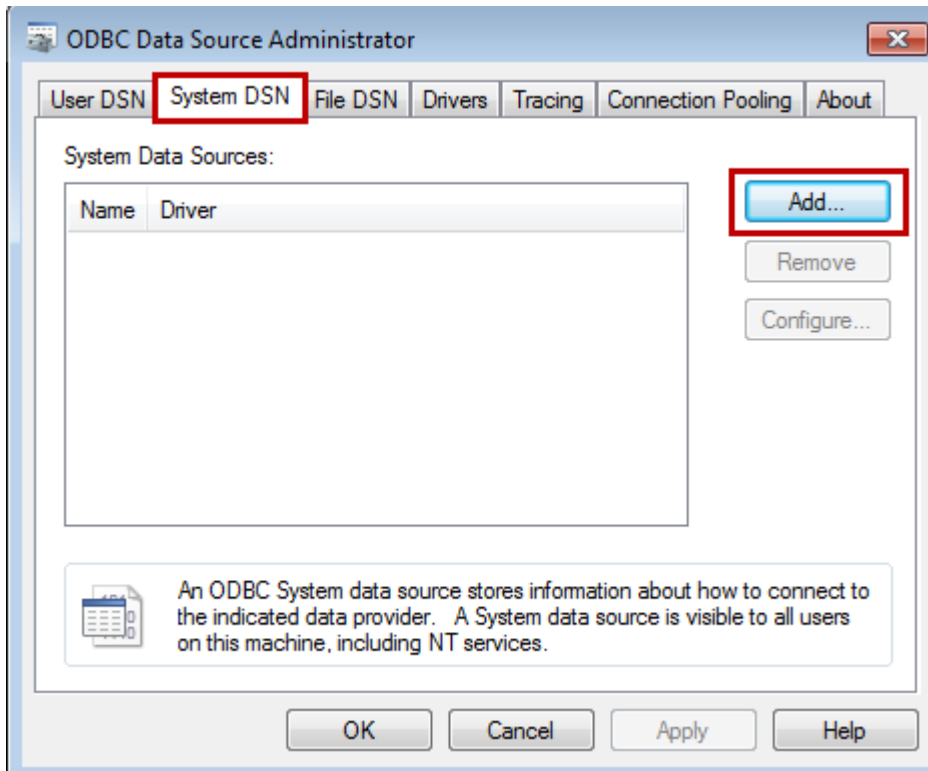 ODBC Data Source Administrator
User DSN System DSN File DSN Drivers Tracing Connection Pooling About
System Data Sources:
Name Driver
Add...
Remove
Configure...
An ODBC System data source stores information about how to connect to
the indicated data provider. A System data source is visible to all users
on this machine, including NT services.
OK Cancel Apply Help